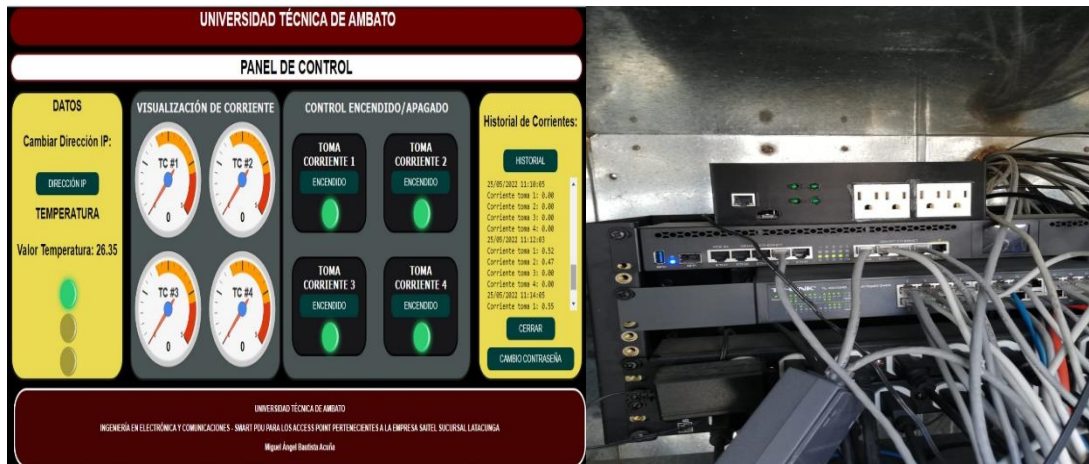 UNIVERSIDAD TÉCNICA DE AMBATO
PANEL DE CONTROL
DATOS
Cambiar Dirección IP:
DIRECCIÓN IP
TEMPERATURA
Valor Temperatura: 26.35
VISUALIZACIÓN DE CORRIENTE
TC #1
0
5
TC #2
0
5
TC #3
0
5
TC #4
0
5
CONTROL ENCENDIDO/APAGADO
TOMA
CORRIENTE 1
ENCENDIDO
TOMA
CORRIENTE 2
ENCENDIDO
TOMA
CORRIENTE 3
ENCENDIDO
TOMA
CORRIENTE 4
ENCENDIDO
Historial de Corrientes:
HISTORIAL
25/05/2022 11:10:03
Corriente toma 1: 0.00
Corriente toma 2: 0.00
Corriente toma 3: 0.00
Corriente toma 4: 0.00
25/05/2022 11:12:03
Corriente toma 1: 0.52
Corriente toma 2: 0.47
Corriente toma 3: 0.00
Corriente toma 4: 0.00
25/05/2022 11:14:03
Corriente toma 1: 0.55
CERRAR
CAMBIO CONTRASEÑA
UNIVERSIDAD TÉCNICA DE AMBATO
INGENIERÍA EN ELECTRÓNICA Y COMUNICACIONES - SMART PDU PARA LOS ACCESS POINT PERTENECIENTES A LA EMPRESA SAITEL SUCURSAL LATACUNGA
Miguel Ángel Bautista Acuña